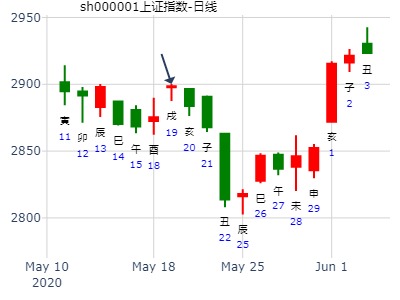 sh000001上证指数-日线
2950
2900
2850
2800
寅
11
卯
12
辰
13
巳
14
午
15
酉
18
戌
19
亥
20
子
21
丑
22
辰
25
巳
26
午
27
未
28
申
29
亥
1
子
2
丑
3
May 10
2020
May 18
May 25
Jun 1